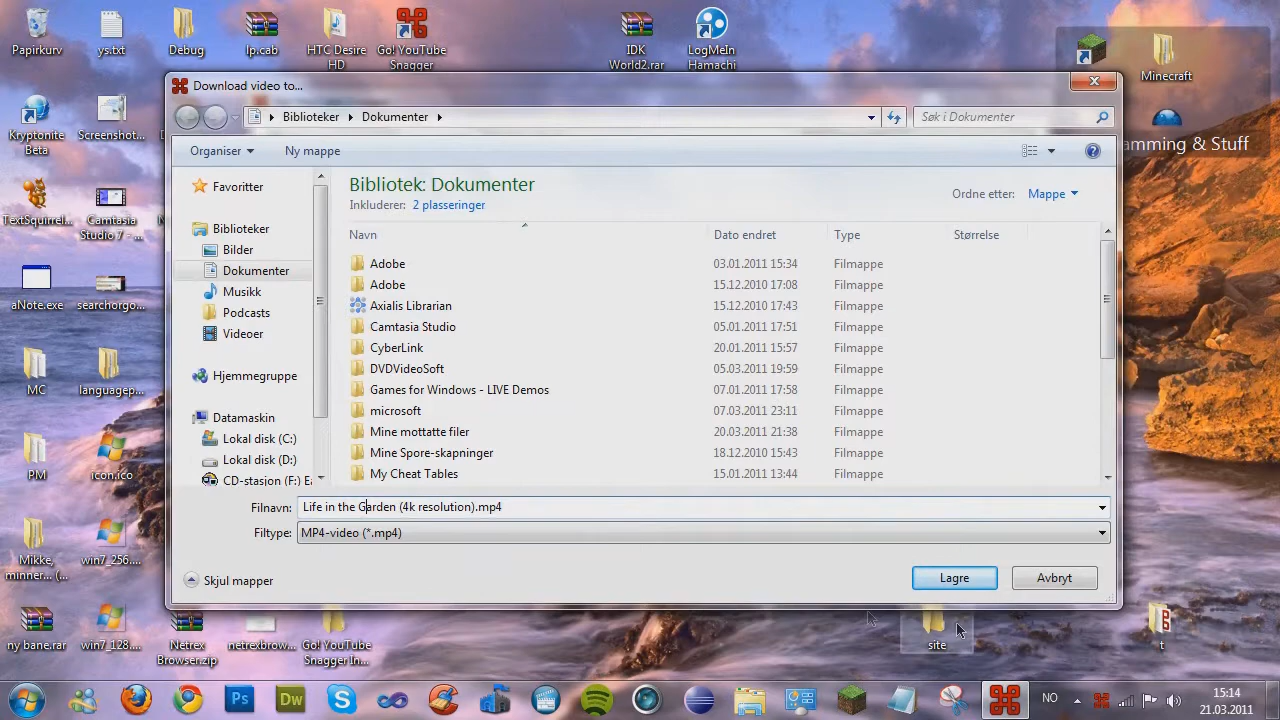 Papirkurv
ys.txt
Debug
lp.cab
HTC Desire HD
Go! YouTube Snagger
IDK World2.rar
LogMeIn Hamachi
Minecraft
Kryptonite Beta
Screenshot...
amming & Stuff
TextSquirrel...
Camtasia Studio 7 - ...
aNote.exe
searchorgo...
MC
languagep...
PM
icon.ico
Mikke, minner... (...
win7_256....
ny bane.rar
win7_128....
Netrex Browser.zip
netrexbrow...
Go! YouTube Snagger In...
site
t
Download video to...
Biblioteker
Dokumenter
Søk i Dokumenter
Organiser
Ny mappe
Favoritter
Biblioteker
Bilder
Dokumenter
Musikk
Podcasts
Videoer
Hjemmegruppe
Datamaskin
Lokal disk (C:)
Lokal disk (D:)
CD-stasjon (F:) E
Bibliotek: Dokumenter
Inkluderer: 2 plasseringer
Ordne etter: Mappe
Navn Dato endret Type Størrelse
Adobe 03.01.2011 15:34 Filmappe
Adobe 15.12.2010 17:08 Filmappe
Axialis Librarian 15.12.2010 17:43 Filmappe
Camtasia Studio 05.01.2011 17:51 Filmappe
CyberLink 20.01.2011 15:57 Filmappe
DVDVideoSoft 05.03.2011 19:59 Filmappe
Games for Windows - LIVE Demos 07.01.2011 17:58 Filmappe
microsoft 07.03.2011 23:11 Filmappe
Mine mottatte filer 20.03.2011 21:38 Filmappe
Mine Spore-skapninger 18.12.2010 15:43 Filmappe
My Cheat Tables 15.01.2011 13:44 Filmappe
Filnavn: Life in the Garden (4k resolution).mp4
Filtype: MP4-video (*.mp4)
Skjul mapper
Lagre
Avbryt
Ps
Dw
NO
15:14
21.03.2011